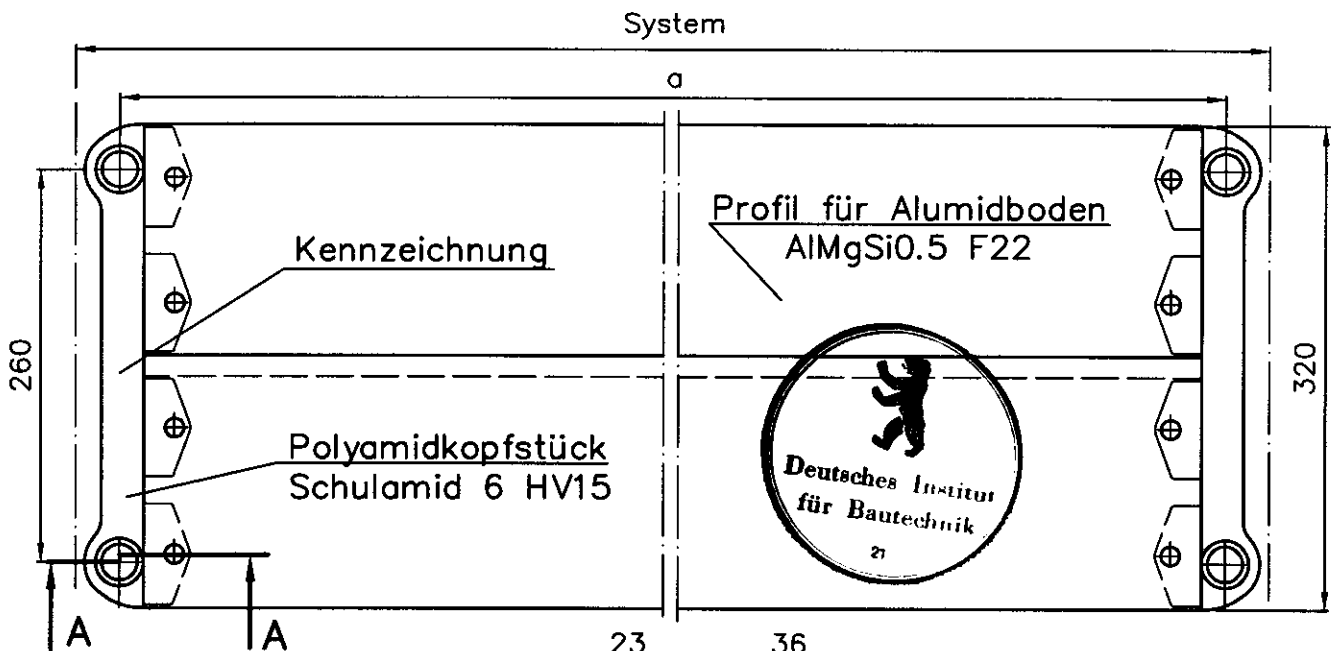 System
a
Profil für Alumidboden
AlMgSi0.5 F22
Kennzeichnung
260
320
Polyamidkopfstück
Schulamid 6 HV15
Deutsches Institut
für Bautechnik
21
A
A
23
36